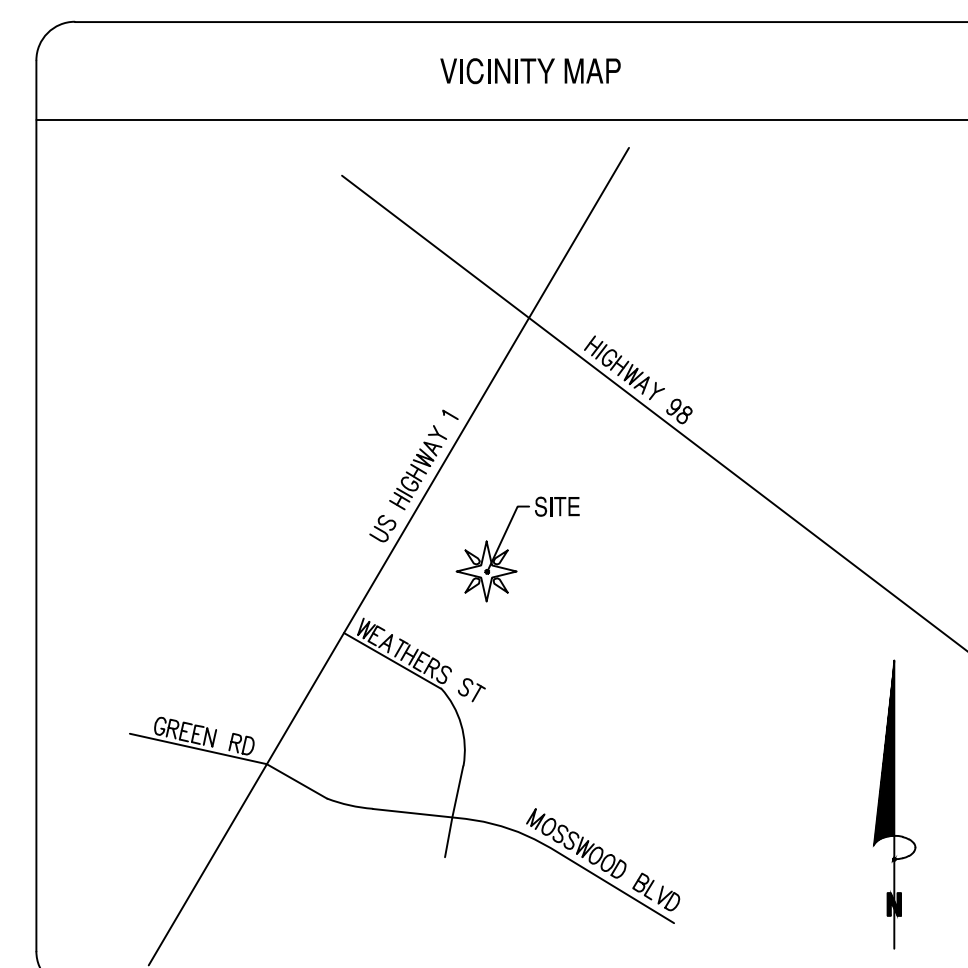 VICINITY MAP
HIGHWAY 98
US HIGHWAY 1
SITE
WEATHERS ST
GREEN RD
MOSSWOOD BLVD
N